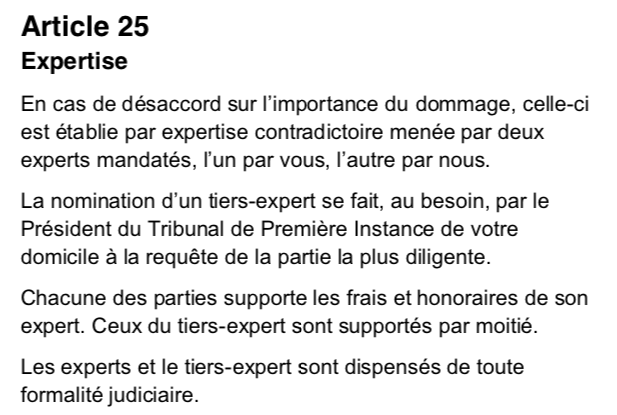 Article 25
Expertise
En cas de désaccord sur l’importance du dommage, celle-ci
est établie par expertise contradictoire menée par deux
experts mandatés, l’un par vous, l’autre par nous.
La nomination d’un tiers-expert se fait, au besoin, par le
Président du Tribunal de Première Instance de votre
domicile à la requête de la partie la plus diligente.
Chacune des parties supporte les frais et honoraires de son
expert. Ceux du tiers-expert sont supportés par moitié.
Les experts et le tiers-expert sont dispensés de toute
formalité judiciaire.